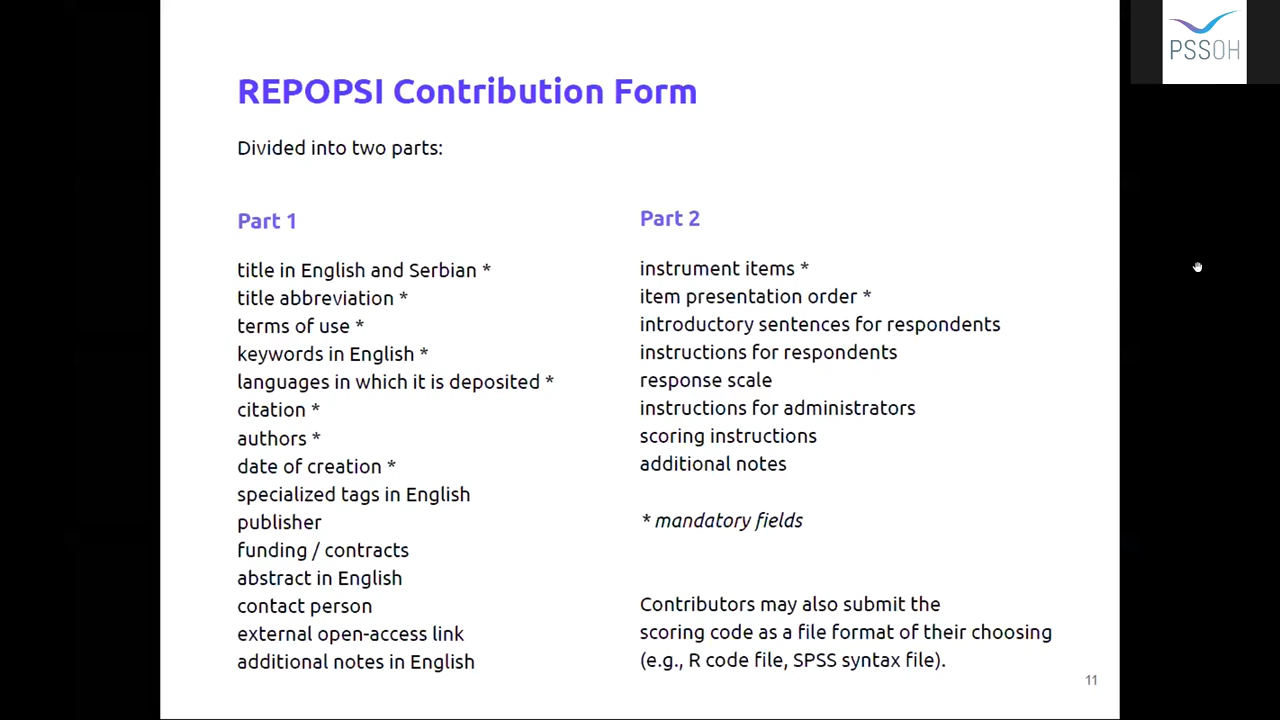 PSSOH
REPOPSI Contribution Form
Divided into two parts:
Part 1
title in English and Serbian *
title abbreviation *
terms of use *
keywords in English *
languages in which it is deposited *
citation *
authors *
date of creation *
specialized tags in English
publisher
funding / contracts
abstract in English
contact person
external open-access link
additional notes in English
Part 2
instrument items *
item presentation order *
introductory sentences for respondents
instructions for respondents
response scale
instructions for administrators
scoring instructions
additional notes
* mandatory fields
Contributors may also submit the
scoring code as a file format of their choosing
(e.g., R code file, SPSS syntax file).
11